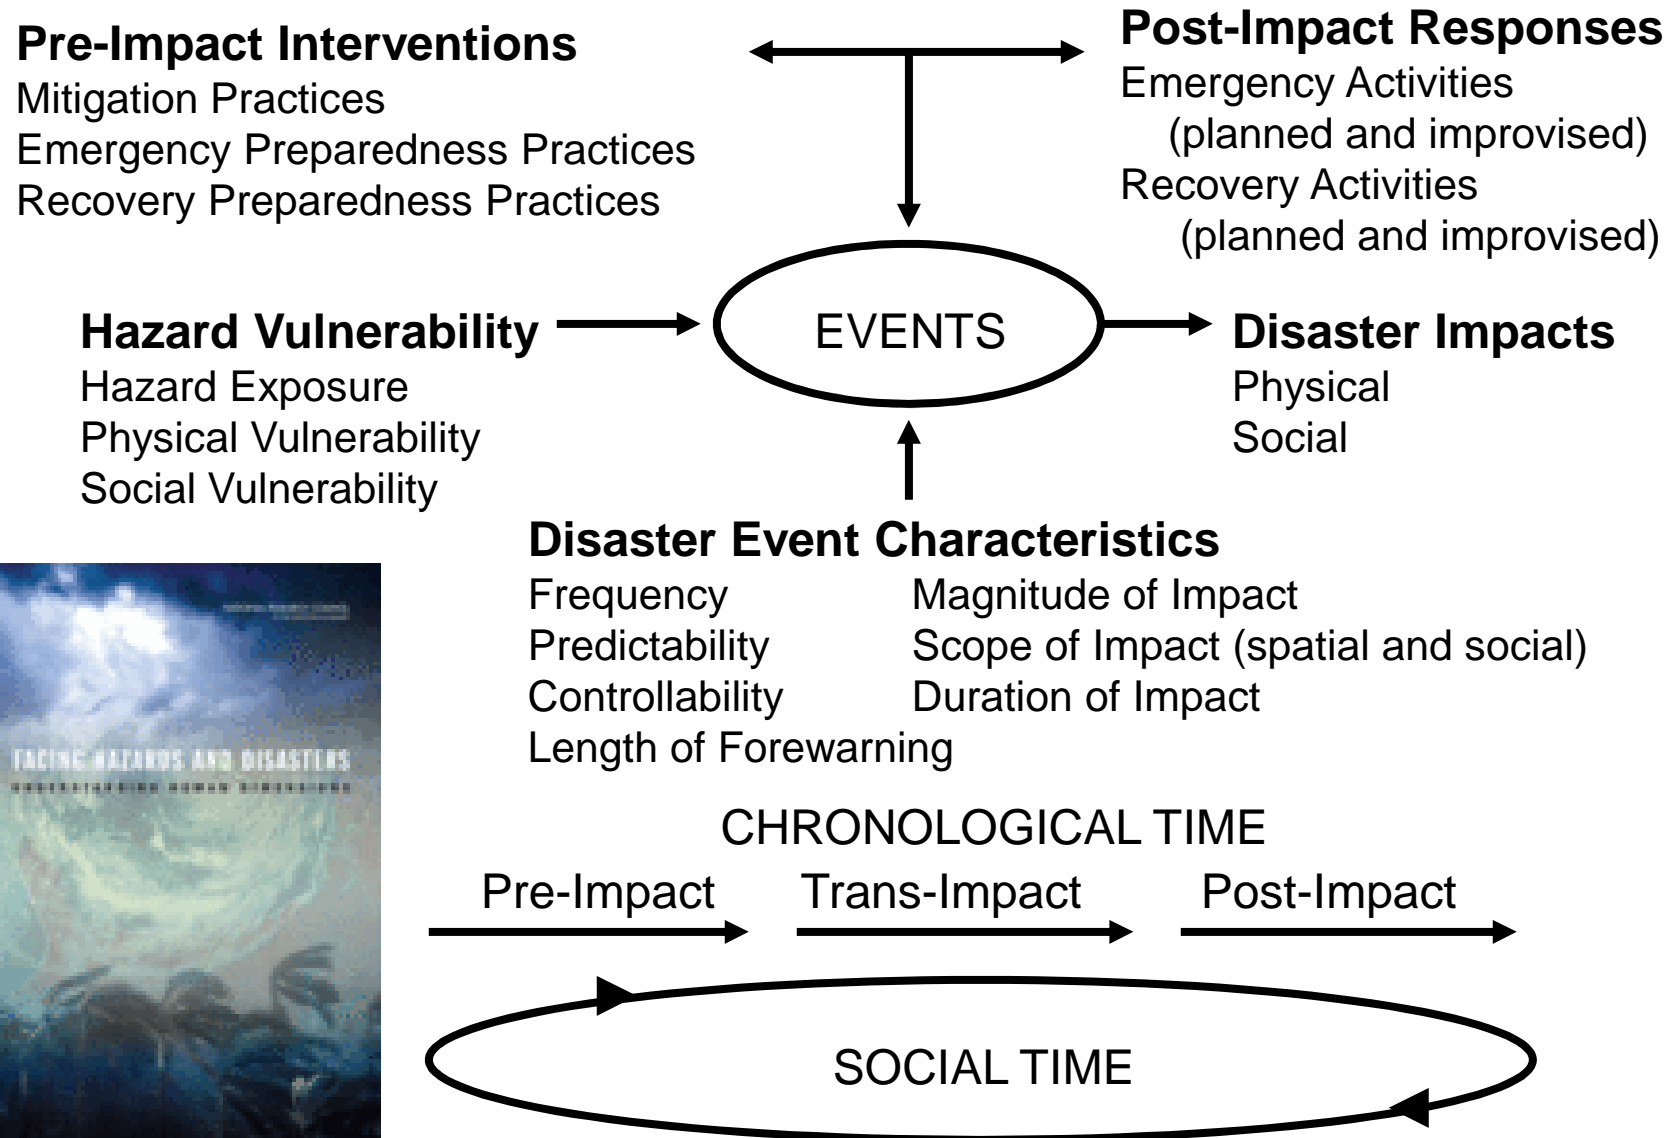 Pre-Impact Interventions
Mitigation Practices
Emergency Preparedness Practices
Recovery Preparedness Practices
Post-Impact Responses
Emergency Activities
(planned and improvised)
Recovery Activities
(planned and improvised)
Hazard Vulnerability
Hazard Exposure
Physical Vulnerability
Social Vulnerability
EVENTS
Disaster Impacts
Physical
Social
Disaster Event Characteristics
Frequency Magnitude of Impact
Predictability Scope of Impact (spatial and social)
Controllability Duration of Impact
Length of Forewarning
FACING HAZARDS AND DISASTERS
UNDERSTANDING HUMAN DIMENSIONS
CHRONOLOGICAL TIME
Pre-Impact Trans-Impact Post-Impact
SOCIAL TIME